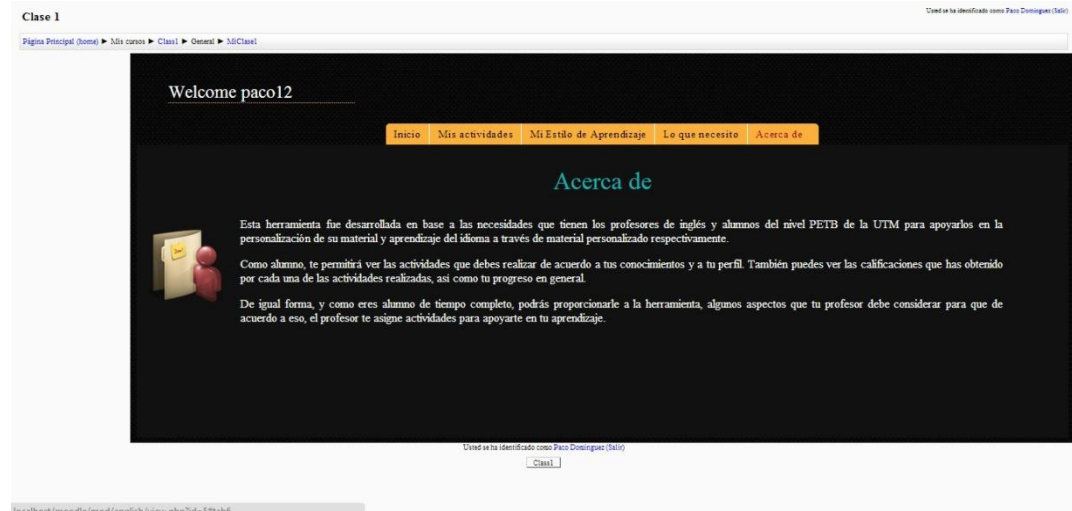 Clase 1
Usted se ha identificado como Paco Dominguez (Salir)
Página Principal (home) ► Mis cursos ► Class1 ► General ► MiClase1
Welcome paco12
Inicio Mis actividades Mi Estilo de Aprendizaje Lo que necesito Acerca de
Acerca de
Esta herramienta fue desarrollada en base a las necesidades que tienen los profesores de inglés y alumnos del nivel PETB de la UTM para apoyarlos en la
personalización de su material y aprendizaje del idioma a través de material personalizado respectivamente.
Como alumno, te permitirá ver las actividades que debes realizar de acuerdo a tus conocimientos y a tu perfil. También puedes ver las calificaciones que has obtenido
por cada una de las actividades realizadas, así como tu progreso en general.
De igual forma, y como eres alumno de tiempo completo, podrás proporcionarle a la herramienta, algunos aspectos que tu profesor debe considerar para que de
acuerdo a eso, el profesor te asigne actividades para apoyarte en tu aprendizaje.
Usted se ha identificado como Paco Dominguez (Salir)
Class1